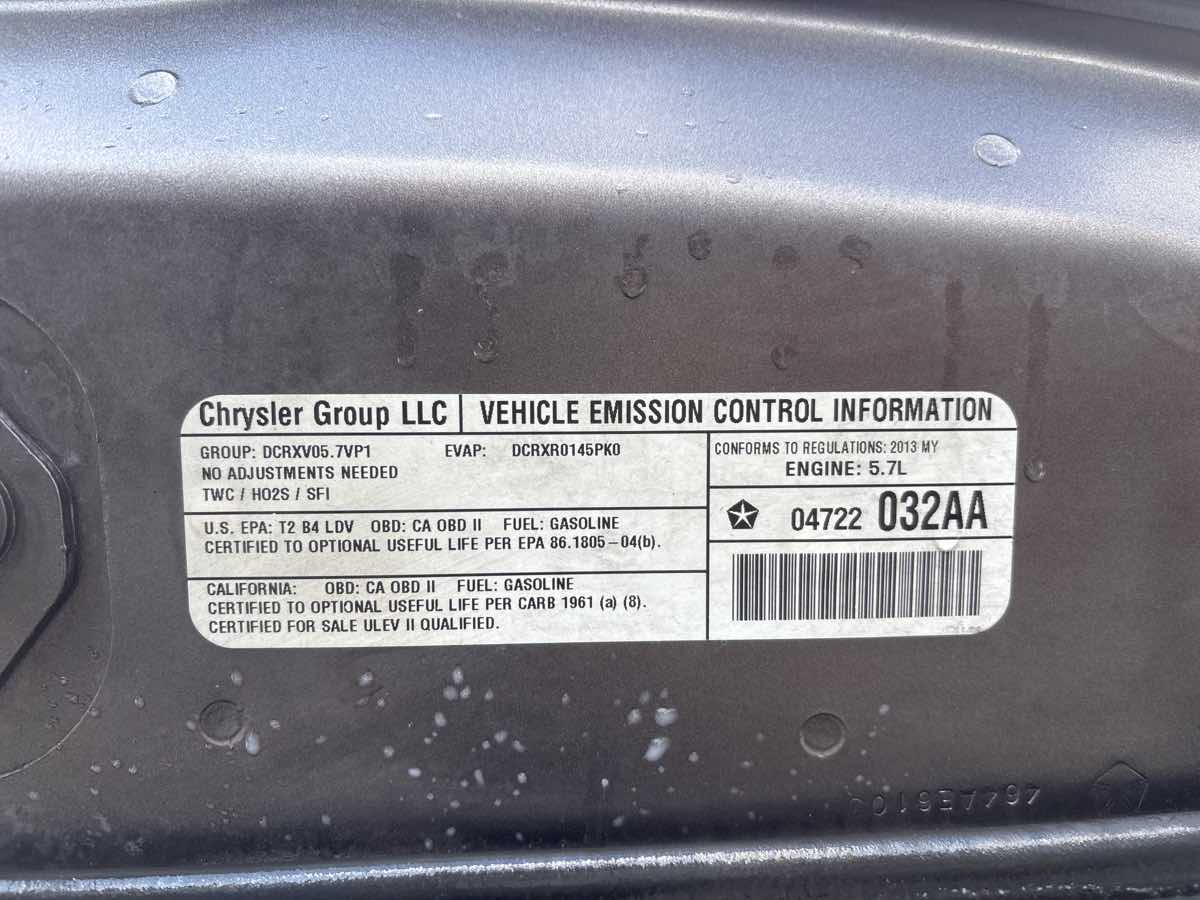 Chrysler Group LLC | VEHICLE EMISSION CONTROL INFORMATION
GROUP: DCRXV05.7VP1 EVAP: DCRXR0145PK0
NO ADJUSTMENTS NEEDED
TWC / HO2S / SFI
U.S. EPA: T2 B4 LDV OBD: CA OBD II FUEL: GASOLINE
CERTIFIED TO OPTIONAL USEFUL LIFE PER EPA 86.1805–04(b).
CALIFORNIA: OBD: CA OBD II FUEL: GASOLINE
CERTIFIED TO OPTIONAL USEFUL LIFE PER CARB 1961 (a) (8).
CERTIFIED FOR SALE ULEV II QUALIFIED.
CONFORMS TO REGULATIONS: 2013 MY
ENGINE: 5.7L
04722 032AA